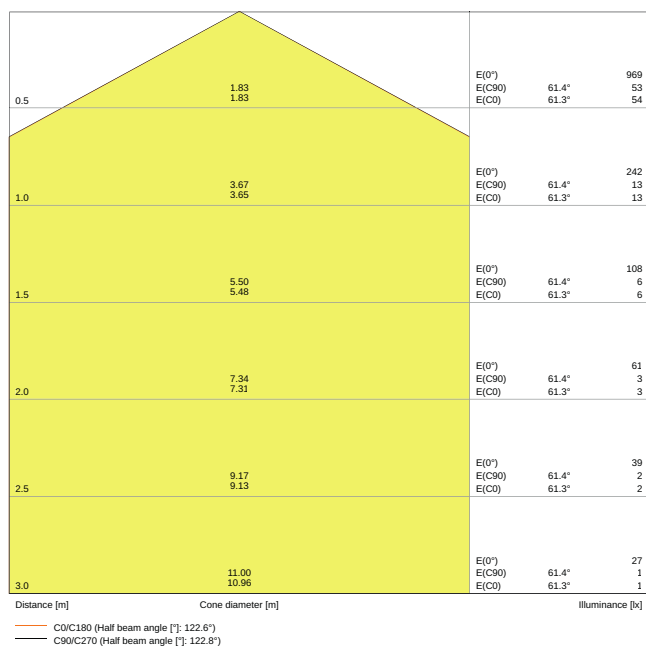 E(0°) 969
1.83 E(C90) 61.4° 53
0.5 1.83 E(C0) 61.3° 54
E(0°) 242
3.67 E(C90) 61.4° 13
1.0 3.65 E(C0) 61.3° 13
E(0°) 108
5.50 E(C90) 61.4° 6
1.5 5.48 E(C0) 61.3° 6
E(0°) 61
7.34 E(C90) 61.4° 3
2.0 7.31 E(C0) 61.3° 3
E(0°) 39
9.17 E(C90) 61.4° 2
2.5 9.13 E(C0) 61.3° 2
E(0°) 27
11.00 E(C90) 61.4° 1
3.0 10.96 E(C0) 61.3° 1
Distance [m] Cone diameter [m] Illuminance [lx]
C0/C180 (Half beam angle [°]: 122.6°)
C90/C270 (Half beam angle [°]: 122.8°)